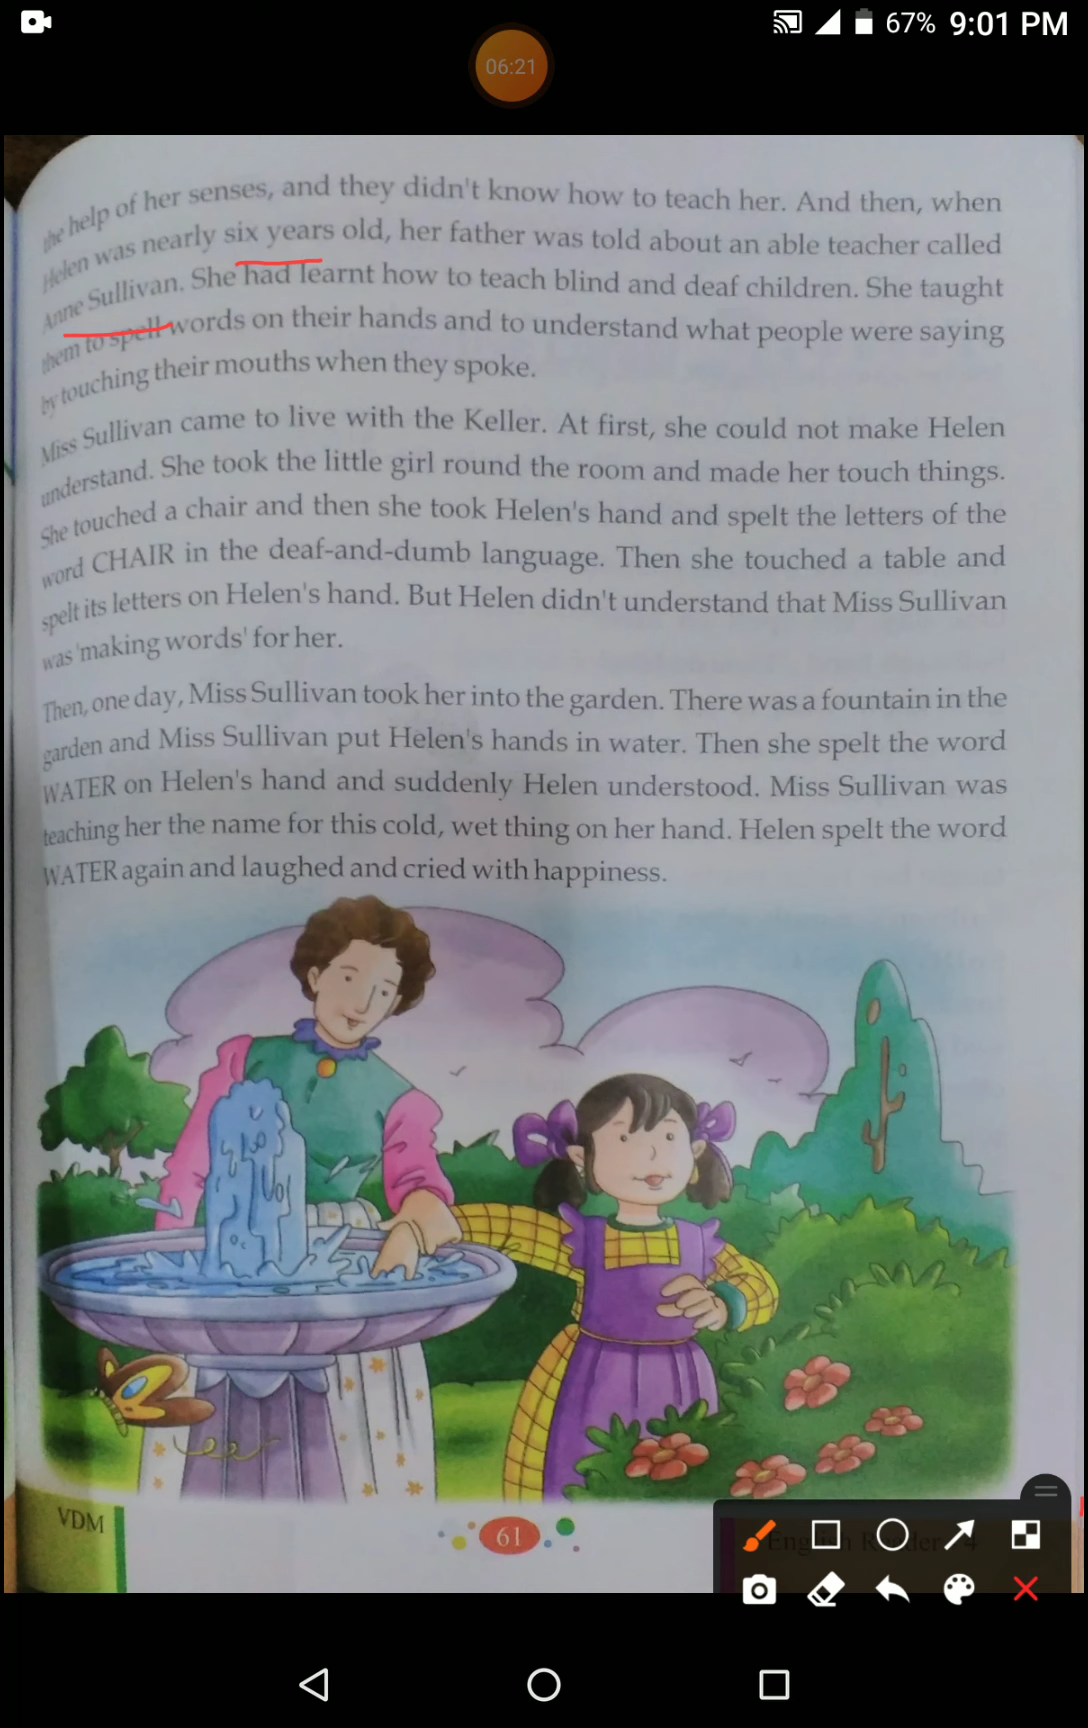 67% 9:01 PM
06:21
the help of her senses, and they didn't know how to teach her. And then, when
Helen was nearly six years old, her father was told about an able teacher called
Anne Sullivan. She had learnt how to teach blind and deaf children. She taught
them to spell words on their hands and to understand what people were saying
by touching their mouths when they spoke.
Miss Sullivan came to live with the Keller. At first, she could not make Helen
understand. She took the little girl round the room and made her touch things.
She touched a chair and then she took Helen's hand and spelt the letters of the
word CHAIR in the deaf-and-dumb language. Then she touched a table and
spelt its letters on Helen's hand. But Helen didn't understand that Miss Sullivan
was 'making words' for her.
Then, one day, Miss Sullivan took her into the garden. There was a fountain in the
garden and Miss Sullivan put Helen's hands in water. Then she spelt the word
WATER on Helen's hand and suddenly Helen understood. Miss Sullivan was
teaching her the name for this cold, wet thing on her hand. Helen spelt the word
WATER again and laughed and cried with happiness.
VDM
61
English Reader - 4